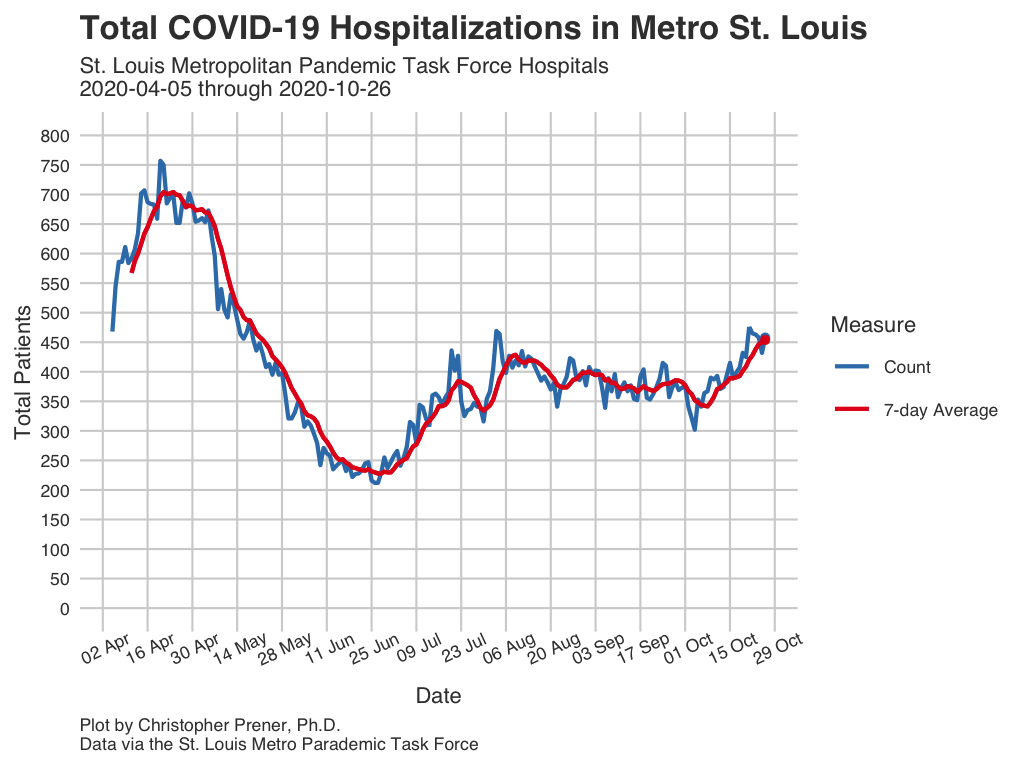 Total COVID-19 Hospitalizations in Metro St. Louis
St. Louis Metropolitan Pandemic Task Force Hospitals
2020-04-05 through 2020-10-26
800
750
700
650
600
550
500
450
400
350
300
250
200
150
100
50
0
Total Patients
02 Apr
16 Apr
30 Apr
14 May
28 May
11 Jun
25 Jun
09 Jul
23 Jul
06 Aug
20 Aug
03 Sep
17 Sep
01 Oct
15 Oct
29 Oct
Date
Measure
Count
7-day Average
Plot by Christopher Prener, Ph.D.
Data via the St. Louis Metro Parademic Task Force